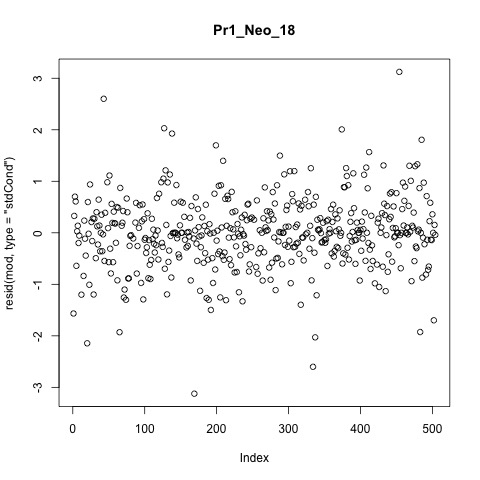 Pr1_Neo_18
resid(mod, type = "stdCond")
3
2
1
0
-1
-2
-3
0 100 200 300 400 500
Index